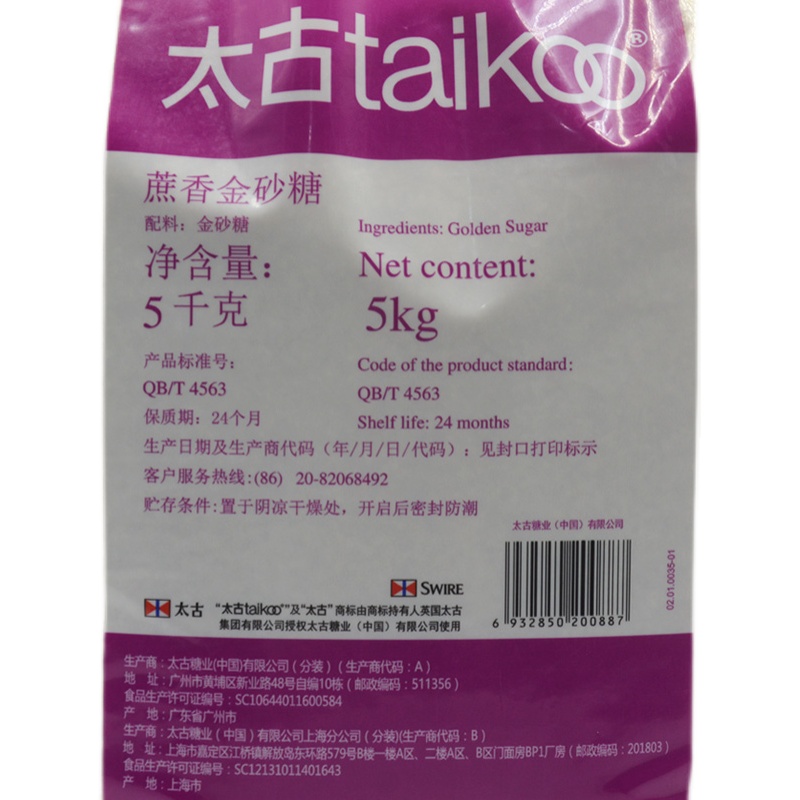 太古taikoo®
蔗香金砂糖
配料：金砂糖 Ingredients: Golden Sugar
净含量： Net content:
5千克 5kg
产品标准号： Code of the product standard:
QB/T 4563 QB/T 4563
保质期：24个月 Shelf life: 24 months
生产日期及生产商代码（年/月/日/代码）：见封口打印标示
客户服务热线:(86) 20-82068492
贮存条件:置于阴凉干燥处，开启后密封防潮
太古糖业（中国）有限公司
02.01.0035-01
6 932850 200887
SWIRE
太古 "太古taikoo"及"太古"商标由商标持有人英国太古
集团有限公司授权太古糖业（中国）有限公司使用
生产商：太古糖业(中国)有限公司（分装）（生产商代码：A）
地 址：广州市黄埔区新业路48号自编10栋（邮政编码：511356）
食品生产许可证编号：SC10644011600584
产 地：广东省广州市
生产商：太古糖业（中国）有限公司上海分公司（分装)(生产商代码：B）
地 址：上海市嘉定区江桥镇解放岛东环路579号B楼一楼A区、二楼A区、B区门面房BP1厂房（邮政编码：201803）
食品生产许可证编号：SC12131011401643
产 地：上海市